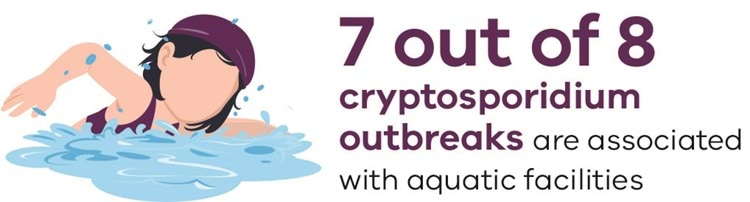 7 out of 8
cryptosporidium
outbreaks are associated
with aquatic facilities